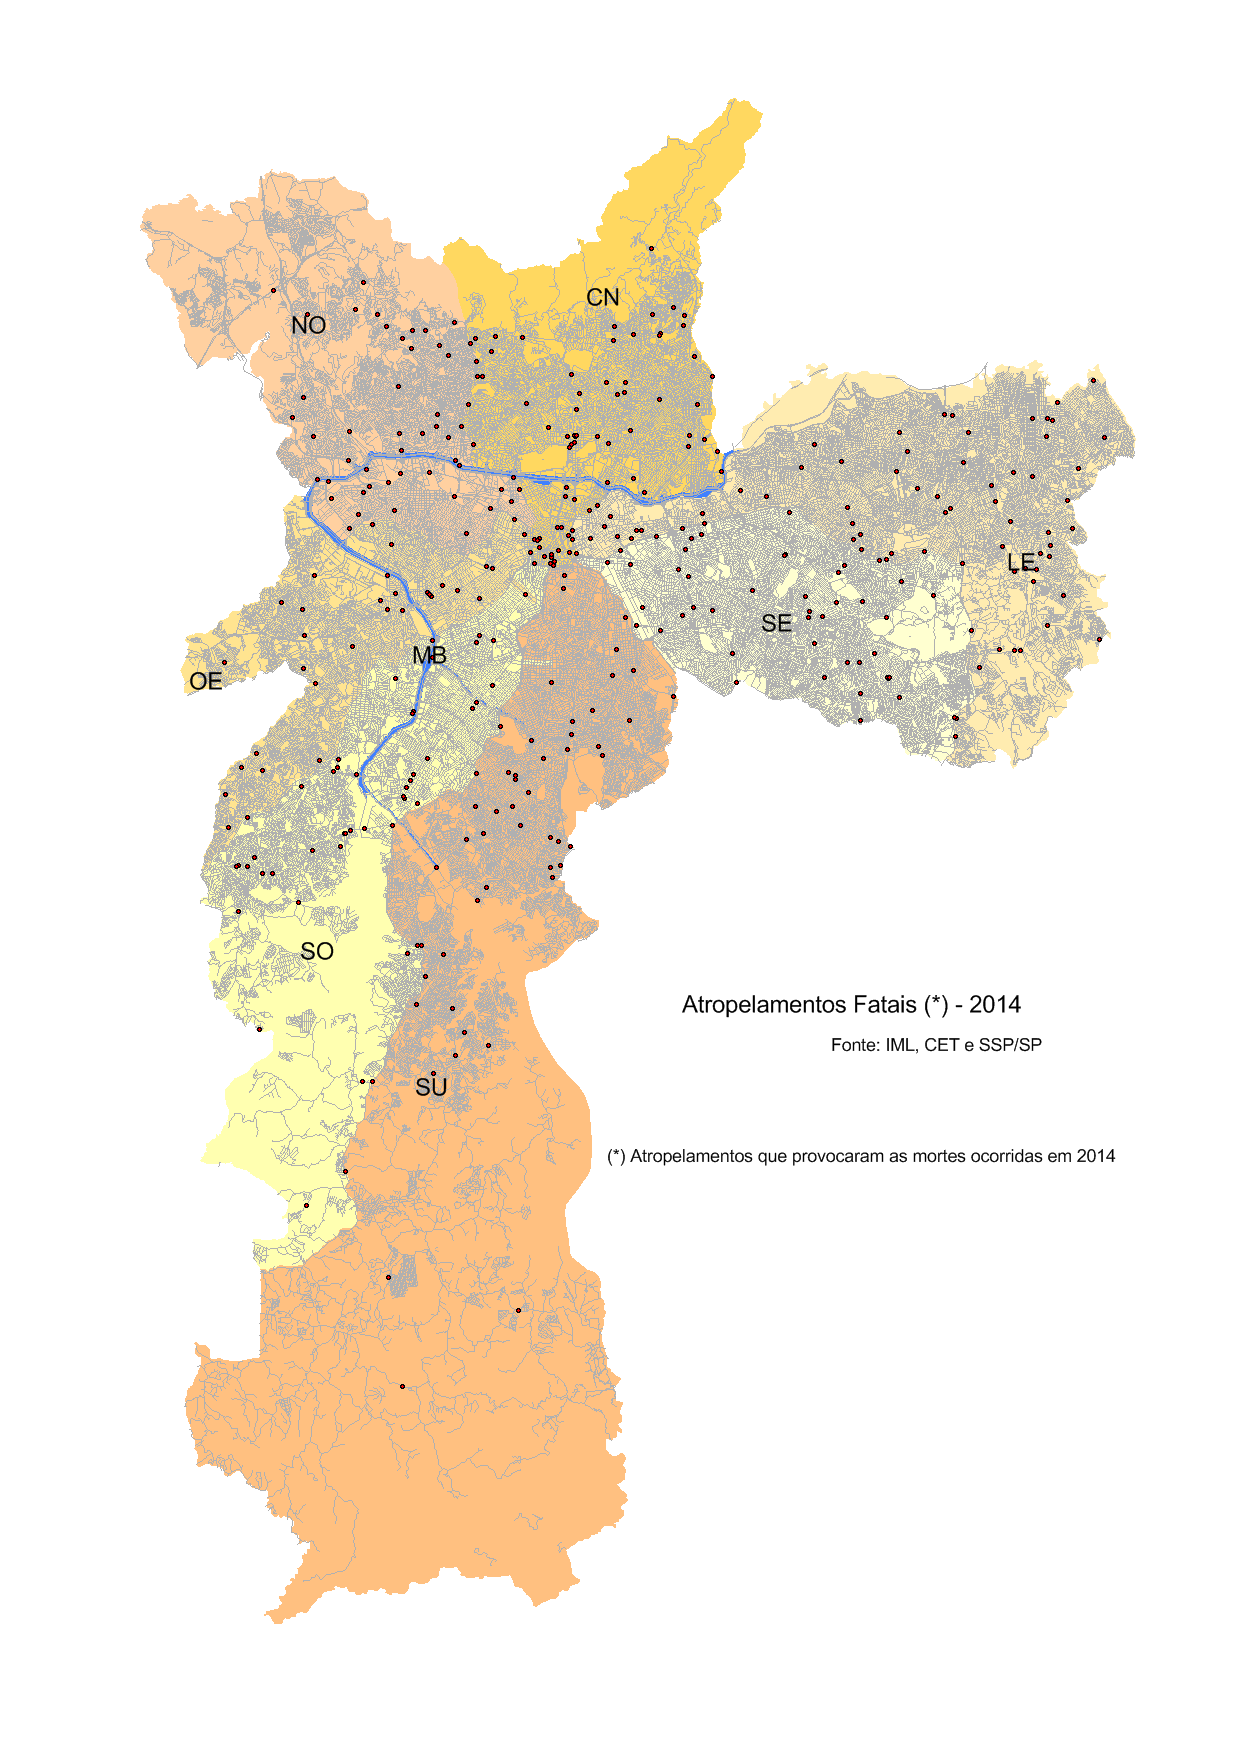 CN
NO
LE
SE
MB
OE
SO
Atropelamentos Fatais (*) - 2014
Fonte: IML, CET e SSP/SP
SU
(*) Atropelamentos que provocaram as mortes ocorridas em 2014